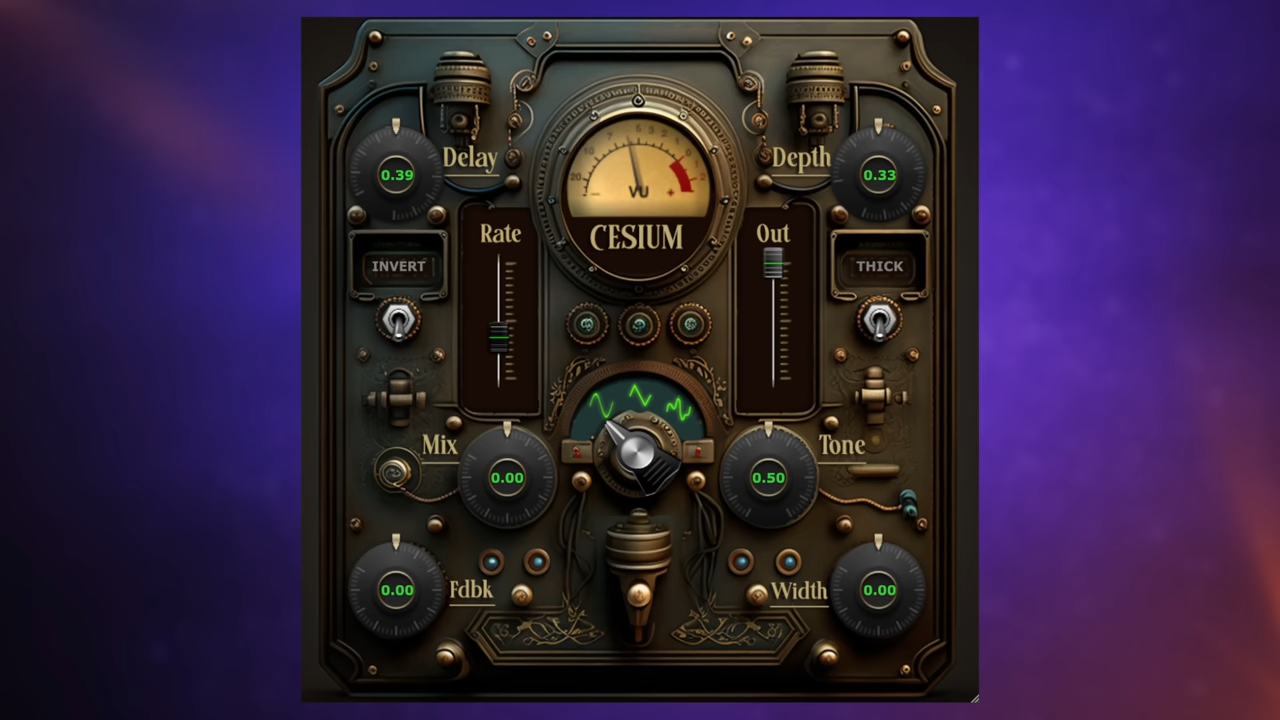 Delay
0.39
Depth
0.33
VU
CESIUM
Rate
Out
INVERT
THICK
Mix
0.00
Tone
0.50
Fdbk
0.00
Width
0.00